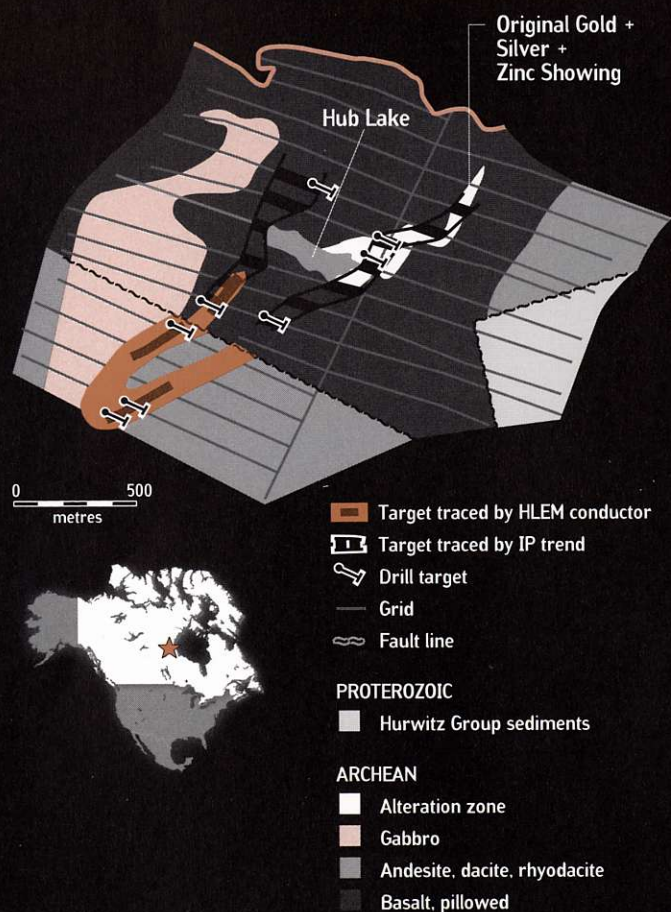 Original Gold +
Silver +
Zinc Showing
Hub Lake
0 500
metres
Target traced by HLEM conductor
Target traced by IP trend
Drill target
Grid
Fault line
PROTEROZOIC
Hurwitz Group sediments
ARCHEAN
Alteration zone
Gabbro
Andesite, dacite, rhyodacite
Basalt, pillowed